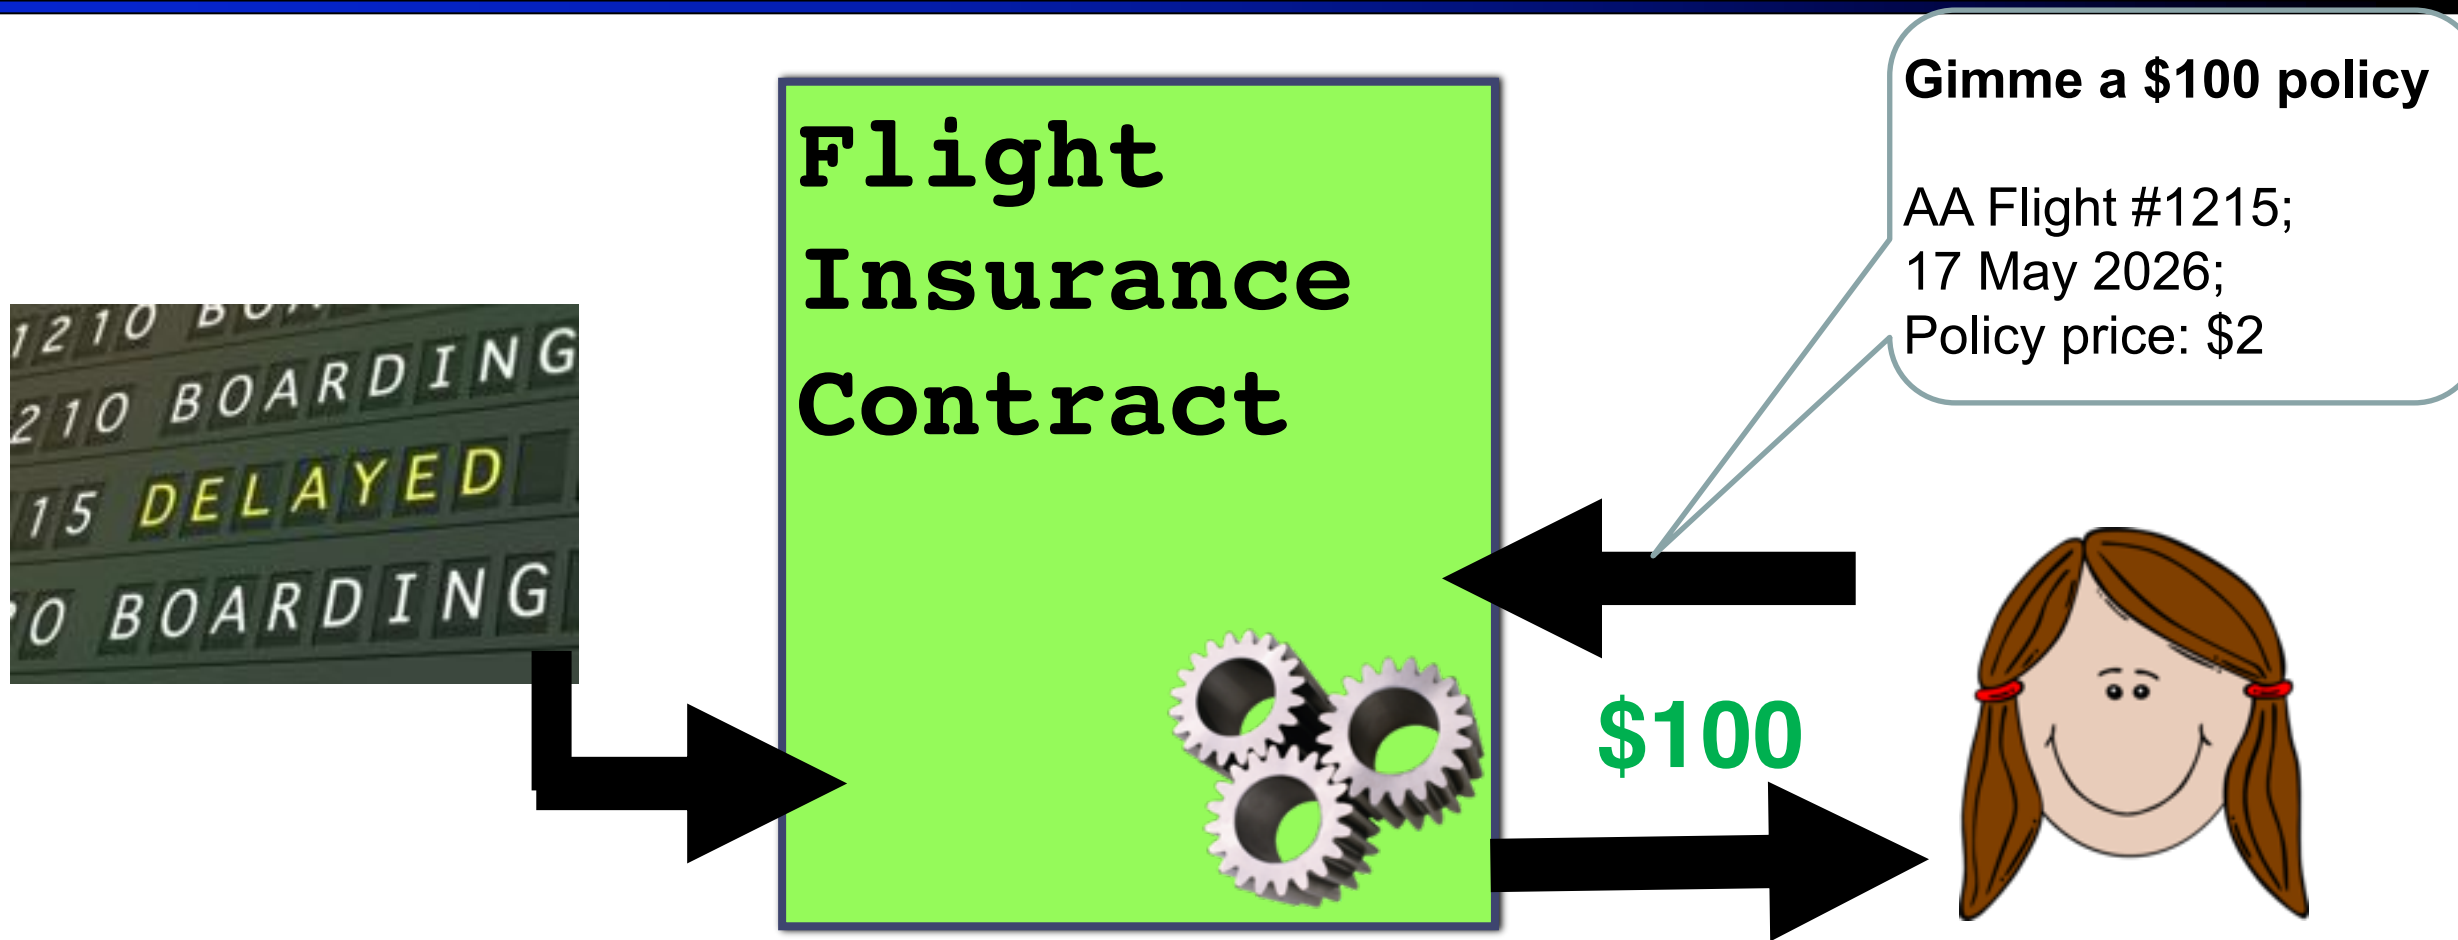 Gimme a $100 policy
AA Flight #1215;
17 May 2026;
Policy price: $2
Flight
Insurance
Contract
1210
210 BOARDING
15 DELAYED
0 BOARDING
$100